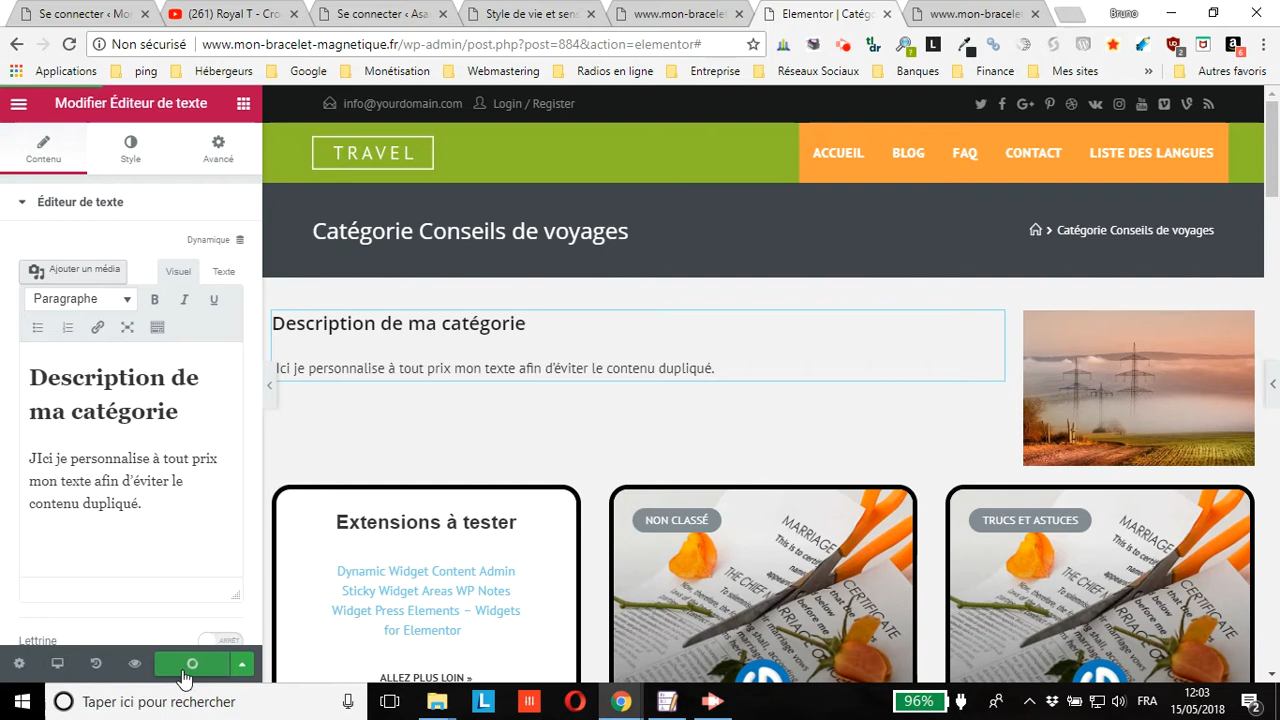 Se connecter ‹ Mo
(261) Royal T - Cro
Se connecter ‹ Asa
Style de vie et sens
www.mon-bracelet-m
Elementor | Catégo
www.mon-bracelet-m
Bruno
Non sécurisé
www.mon-bracelet-magnetique.fr/wp-admin/post.php?post=884&action=elementor#
Applications
ping
Hébergeurs
Google
Monétisation
Webmastering
Radios en ligne
Entreprise
Réseaux Sociaux
Banques
Finance
Mes sites
»
Autres favoris
Modifier Éditeur de texte
Contenu
Style
Avancé
Éditeur de texte
Dynamique
Ajouter un média
Visuel
Texte
Paragraphe
B I U
Description de
ma catégorie
JIci je personnalise à tout prix
mon texte afin d'éviter le
contenu dupliqué.
Lettrine
ARRÊT
info@yourdomain.com
Login / Register
TRAVEL
ACCUEIL
BLOG
FAQ
CONTACT
LISTE DES LANGUES
Catégorie Conseils de voyages
Catégorie Conseils de voyages
Description de ma catégorie
JIci je personnalise à tout prix mon texte afin d'éviter le contenu dupliqué.
Extensions à tester
Dynamic Widget Content Admin
Sticky Widget Areas WP Notes
Widget Press Elements – Widgets
for Elementor
ALLEZ PLUS LOIN »
NON CLASSÉ
TRUCS ET ASTUCES
Taper ici pour rechercher
96%
FRA
12:03
15/05/2018